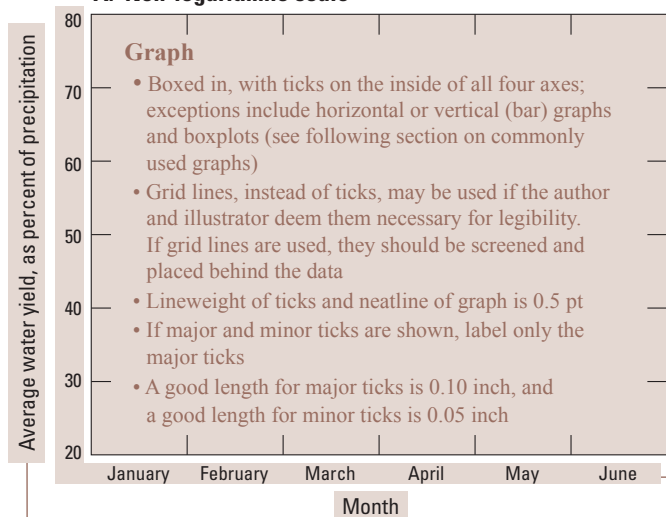 80
70
60
50
40
30
20
Average water yield, as percent of precipitation
Graph
• Boxed in, with ticks on the inside of all four axes;
exceptions include horizontal or vertical (bar) graphs
and boxplots (see following section on commonly
used graphs)
• Grid lines, instead of ticks, may be used if the author
and illustrator deem them necessary for legibility.
If grid lines are used, they should be screened and
placed behind the data
• Lineweight of ticks and neatline of graph is 0.5 pt
• If major and minor ticks are shown, label only the
major ticks
• A good length for major ticks is 0.10 inch, and
a good length for minor ticks is 0.05 inch
January February March April May June
Month